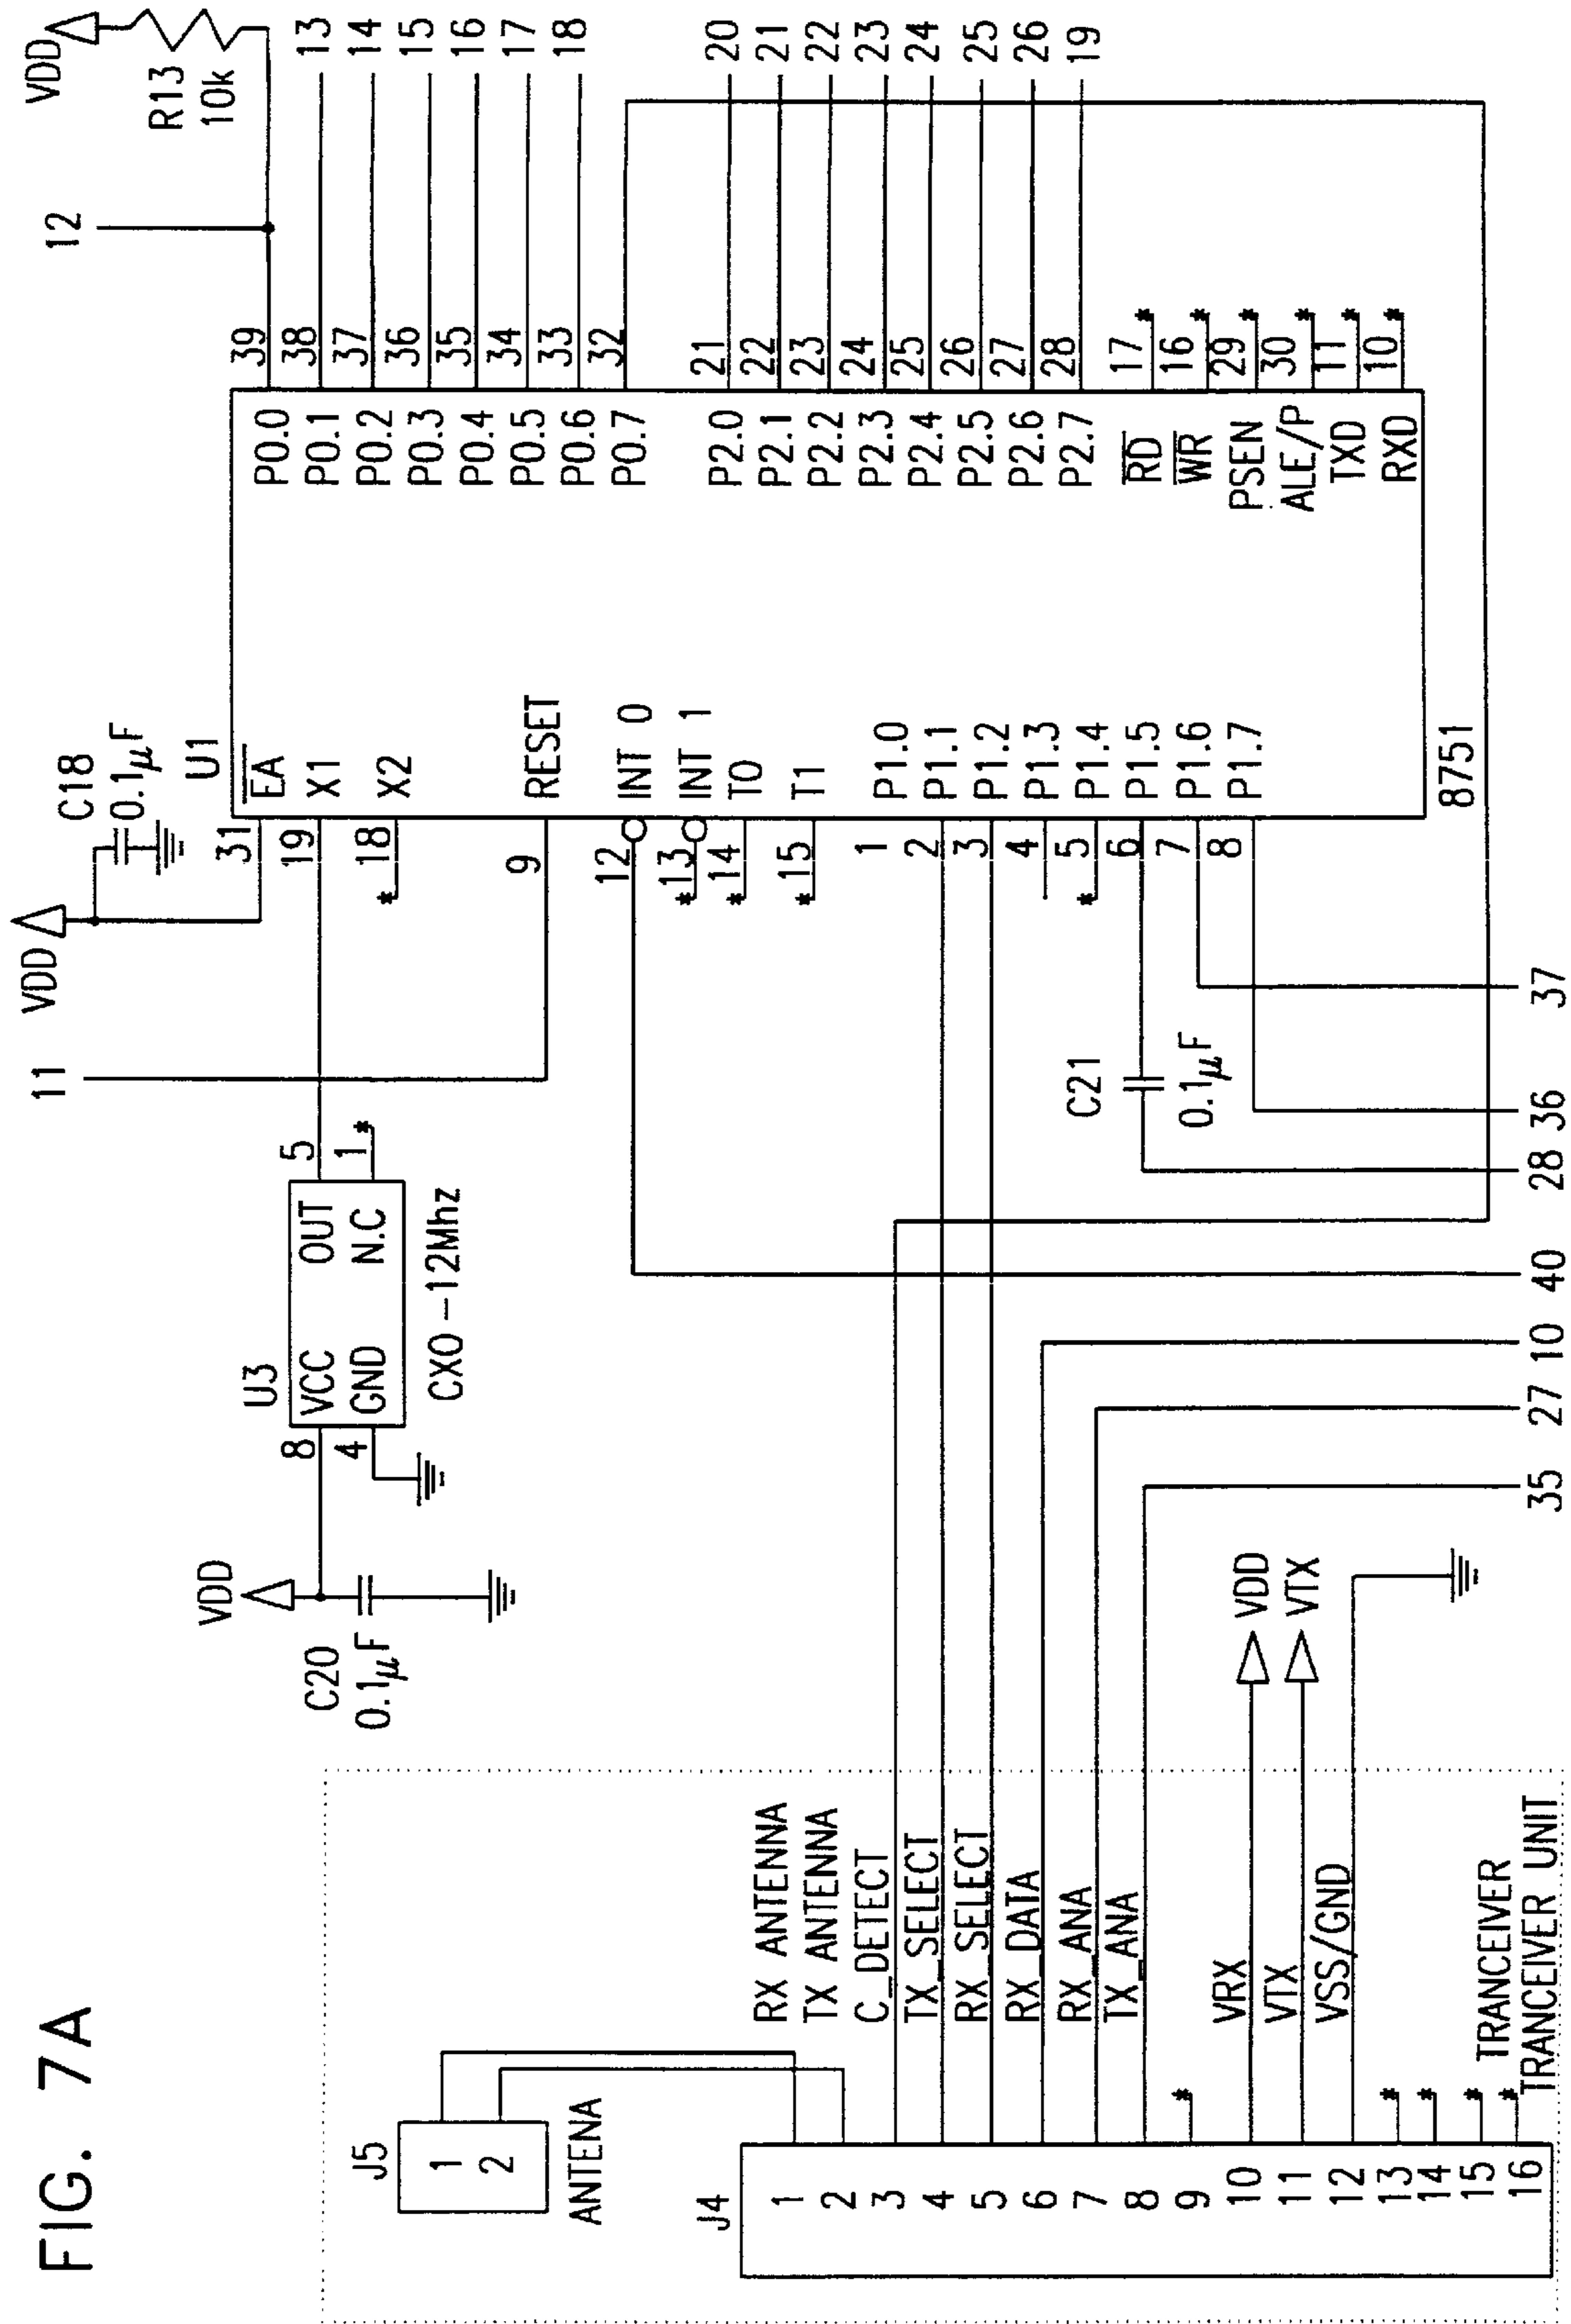 FIG. 7A
J5
1
2
ANTENA
J4
1
2
3
4
5
6
7
8
9
10
11
12
13
14
15
16
RX ANTENNA
TX ANTENNA
C_DETECT
TX_SELECT
RX_SELECT
RX_DATA
RX_ANA
TX_ANA
VRX
VTX
VSS/GND
TRANCEIVER
TRANCEIVER UNIT
VDD
VTX
VDD
C20
0.1μF
U3
8
4
VCC
GND
OUT
N.C
5
1*
CXO-12Mhz
11
VDD
C18
0.1μF
U1
31
19
*18
9
12
*13
*14
*15
1
2
3
4
*5
6
7
8
EA
X1
X2
RESET
INT 0
INT 1
TO
T1
P1.0
P1.1
P1.2
P1.3
P1.4
P1.5
P1.6
P1.7
8751
C21
0.1μF
35
27
10
40
28
36
37
P0.0
P0.1
P0.2
P0.3
P0.4
P0.5
P0.6
P0.7
P2.0
P2.1
P2.2
P2.3
P2.4
P2.5
P2.6
P2.7
RD
WR
PSEN
ALE/P
TXD
RXD
39
38
37
36
35
34
33
32
21
22
23
24
25
26
27
28
17*
16*
29*
30*
11*
10*
12
VDD
R13
10k
13
14
15
16
17
18
20
21
22
23
24
25
26
19